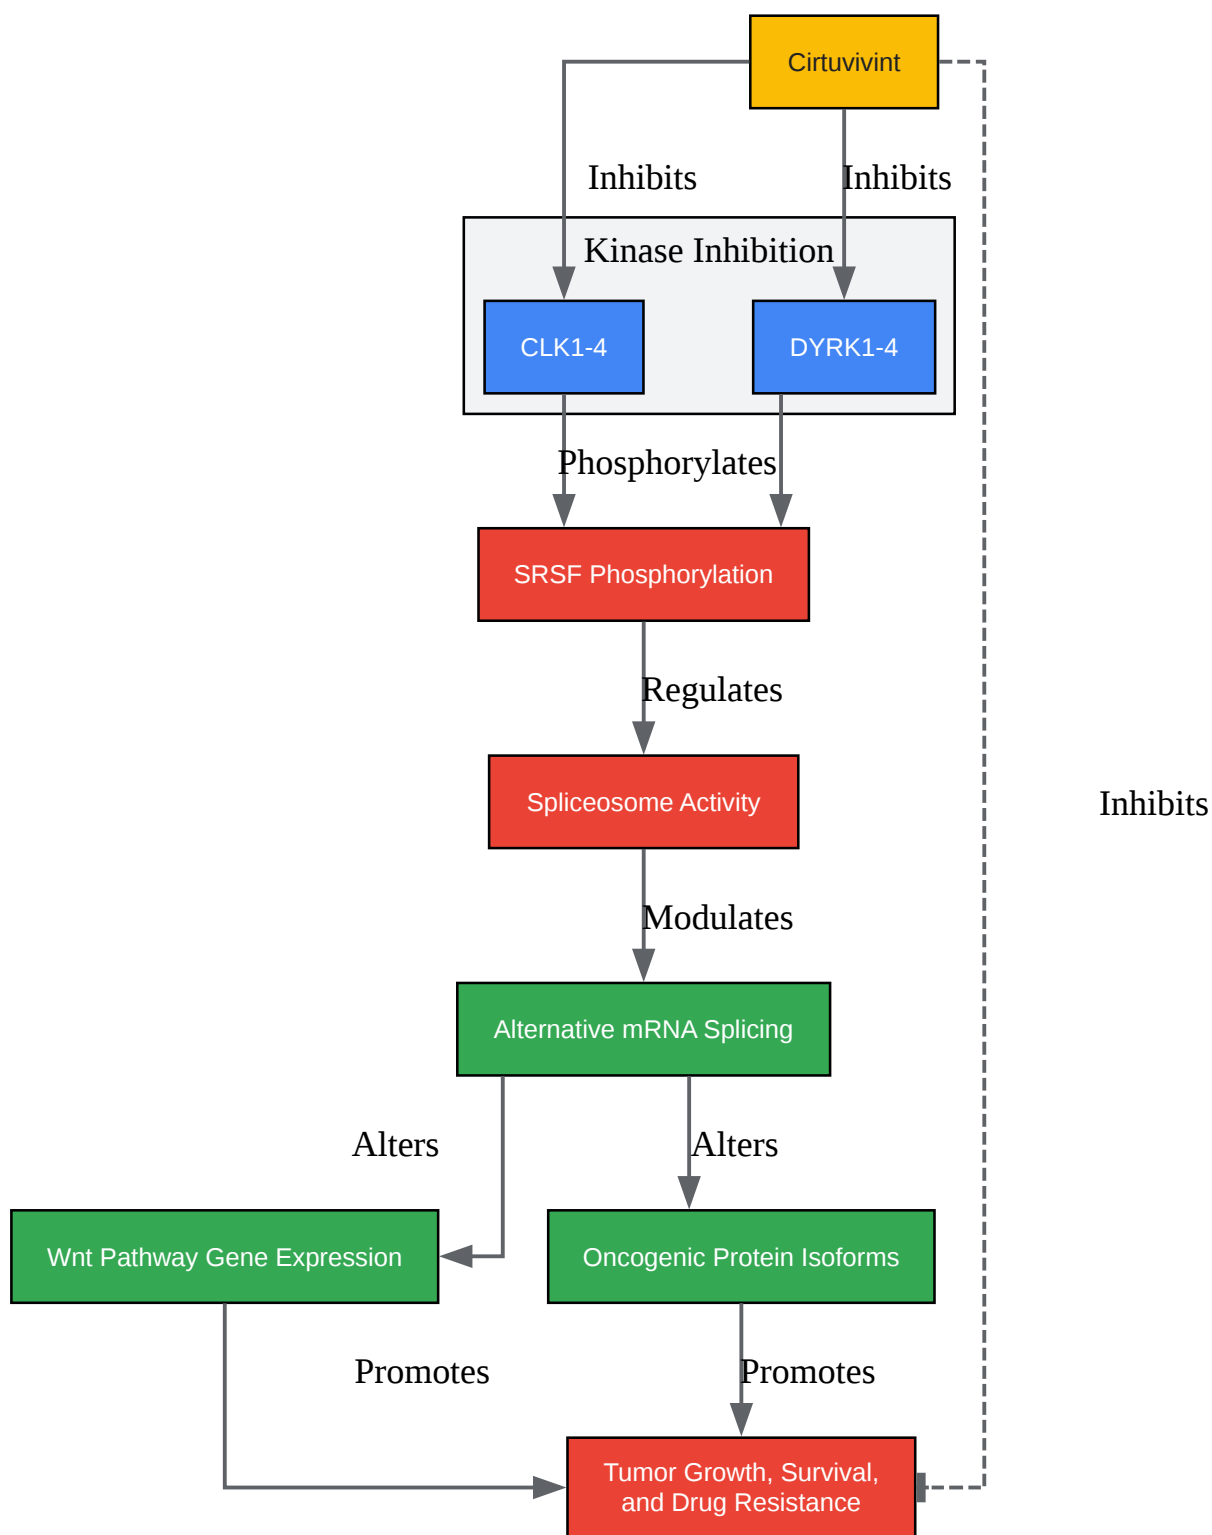 Cirtuvivint
Inhibits
Inhibits
Kinase Inhibition
CLK1-4
DYRK1-4
Phosphorylates
SRSF Phosphorylation
Regulates
Spliceosome Activity
Inhibits
Modulates
Alternative mRNA Splicing
Alters
Alters
Wnt Pathway Gene Expression
Oncogenic Protein Isoforms
Promotes
Promotes
Tumor Growth, Survival,
and Drug Resistance